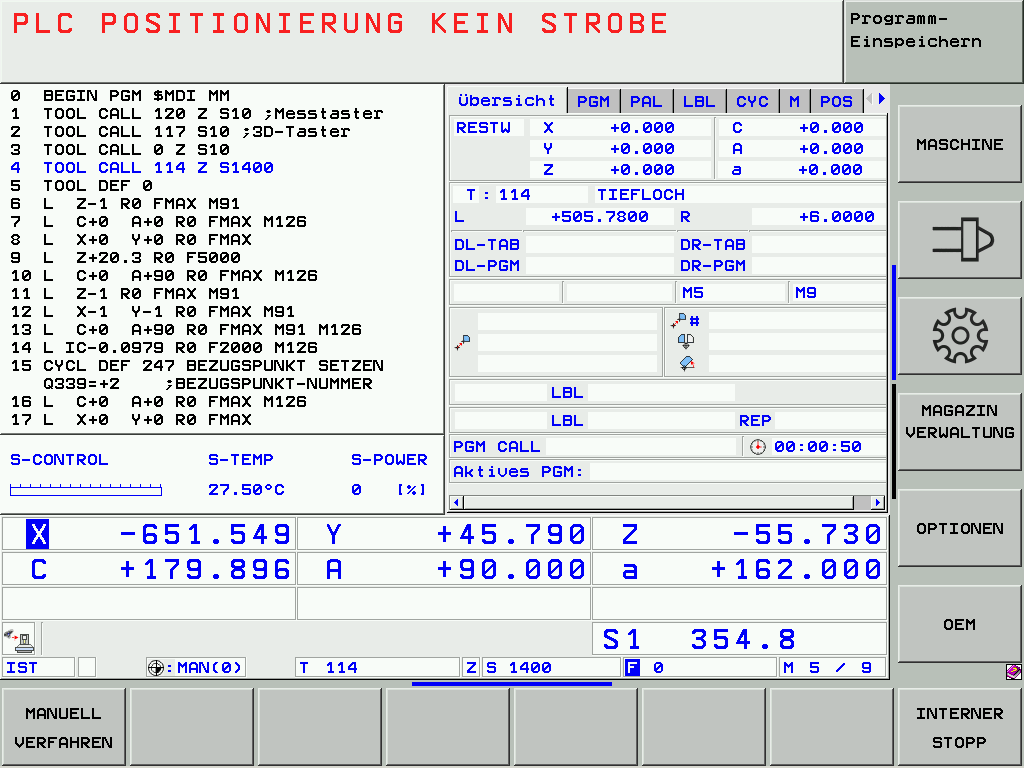 PLC POSITIONIERUNG KEIN STROBE
Programm-
Einspeichern
0 BEGIN PGM $MDI MM
1 TOOL CALL 120 Z S10 ;Messtaster
2 TOOL CALL 117 S10 ;3D-Taster
3 TOOL CALL 0 Z S10
4 TOOL CALL 114 Z S1400
5 TOOL DEF 0
6 L Z-1 R0 FMAX M91
7 L C+0 A+0 R0 FMAX M126
8 L X+0 Y+0 R0 FMAX
9 L Z+20.3 R0 F5000
10 L C+0 A+90 R0 FMAX M126
11 L Z-1 R0 FMAX M91
12 L X-1 Y-1 R0 FMAX M91
13 L C+0 A+90 R0 FMAX M91 M126
14 L IC-0.0979 R0 F2000 M126
15 CYCL DEF 247 BEZUGSPUNKT SETZEN
Q339=+2 ;BEZUGSPUNKT-NUMMER
16 L C+0 A+0 R0 FMAX M126
17 L X+0 Y+0 R0 FMAX
S-CONTROL S-TEMP S-POWER
27.50°C 0 [%]
Übersicht PGM PAL LBL CYC M POS
RESTW X +0.000 C +0.000
Y +0.000 A +0.000
Z +0.000 a +0.000
T : 114 TIEFLOCH
L +505.7800 R +6.0000
DL-TAB DR-TAB
DL-PGM DR-PGM
M5 M9
#
LBL
LBL REP
PGM CALL 00:00:50
Aktives PGM:
X -651.549 Y +45.790 Z -55.730
C +179.896 A +90.000 a +162.000
S1 354.8
IST :MAN(0) T 114 Z S 1400 F 0 M 5 / 9
MASCHINE
MAGAZIN
VERWALTUNG
OPTIONEN
OEM
MANUELL
VERFAHREN
INTERNER
STOPP